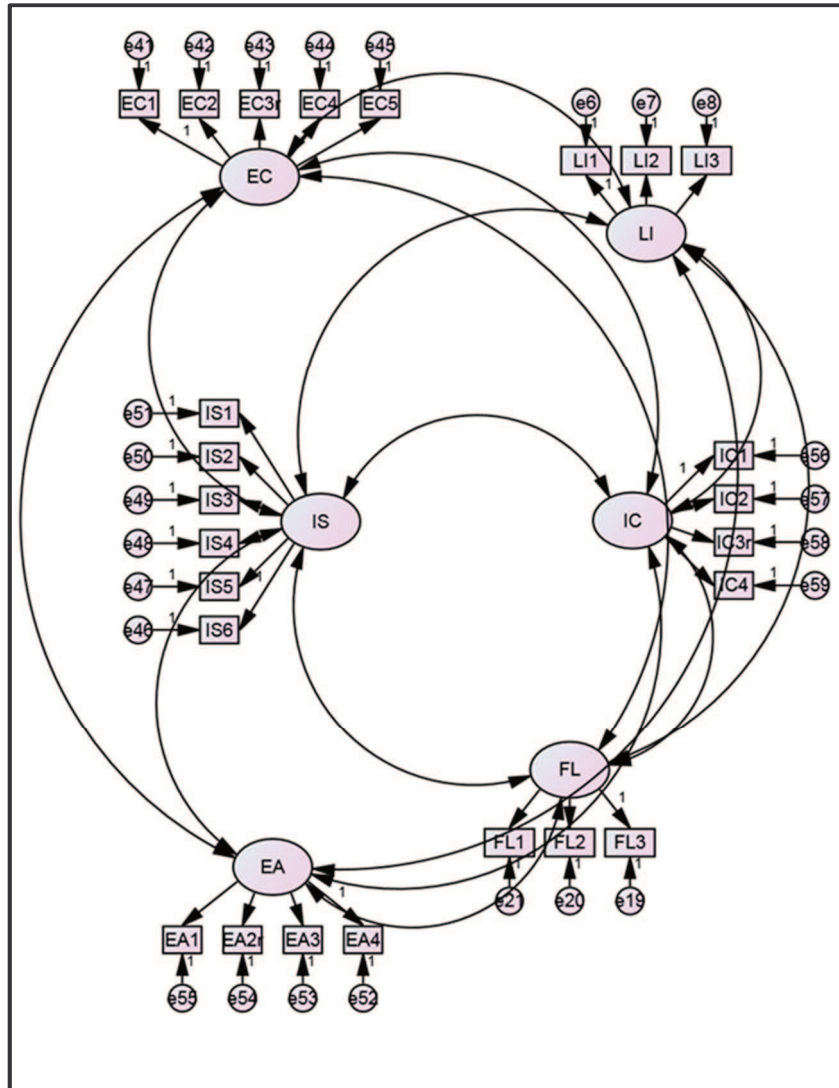 e41 e42 e43 e44 e45
1 1 1 1 1
EC1 EC2 EC3r EC4 EC5
1
EC
e6 e7 e8
1 1 1
LI1 LI2 LI3
1
LI
e51 1 IS1
e50 1 IS2
e49 1 IS3
e48 1 IS4
e47 1 IS5
e46 1 IS6
1
IS
IC
1
IC1 1 e56
IC2 1 e57
IC3r 1 e58
IC4 1 e59
FL
1
FL1 FL2 FL3
1 1 1
e21 e20 e19
EA
1
EA1 EA2r EA3 EA4
1 1 1 1
e55 e54 e53 e52